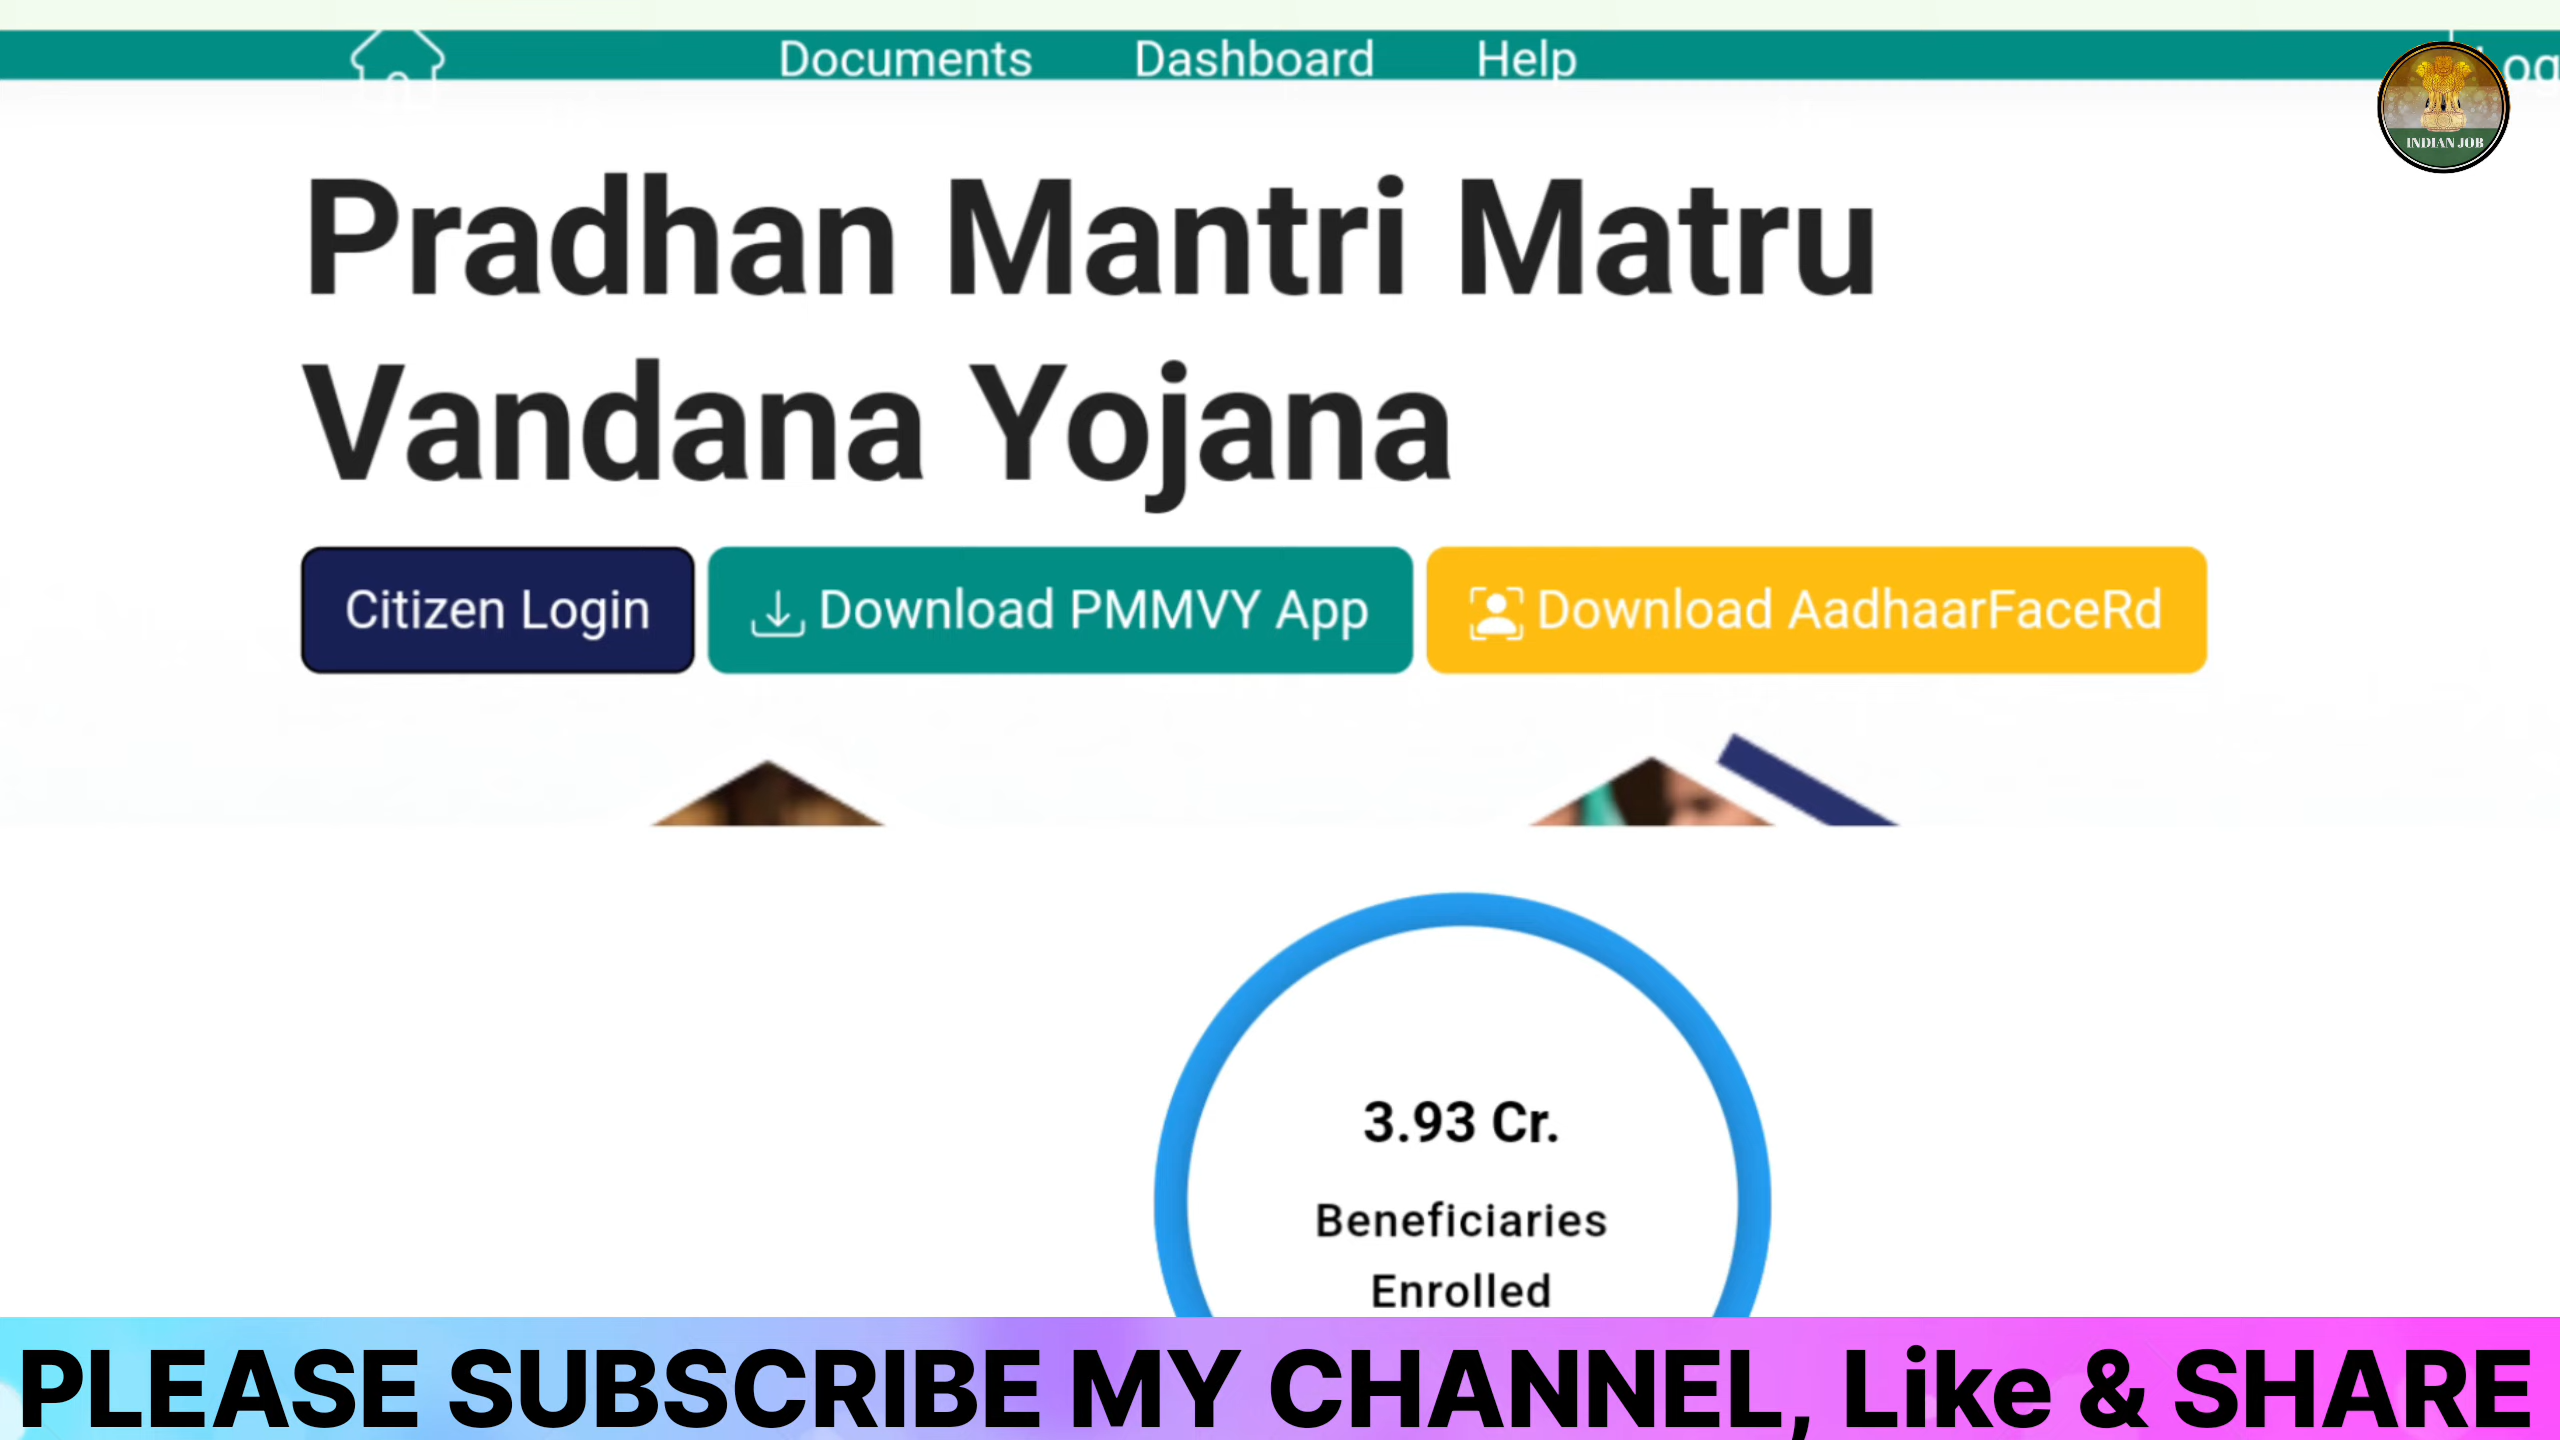 Documents Dashboard Help
INDIAN JOB
Pradhan Mantri Matru
Vandana Yojana
Citizen Login Download PMMVY App Download AadhaarFaceRd
3.93 Cr.
Beneficiaries
Enrolled
PLEASE SUBSCRIBE MY CHANNEL, Like & SHARE